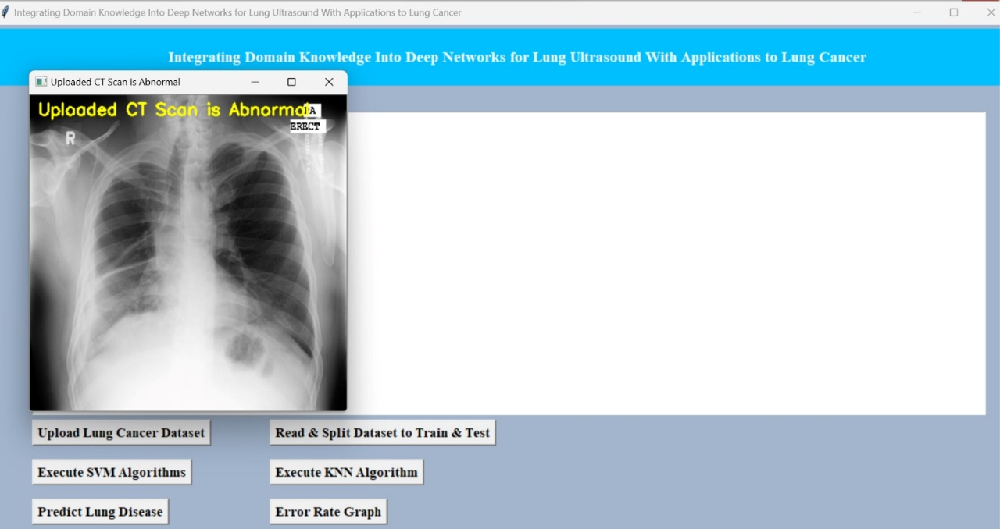 Integrating Domain Knowledge Into Deep Networks for Lung Ultrasound With Applications to Lung Cancer
Integrating Domain Knowledge Into Deep Networks for Lung Ultrasound With Applications to Lung Cancer
Uploaded CT Scan is Abnormal
Uploaded CT Scan is Abnormal
PA
ERECT
R
Upload Lung Cancer Dataset
Read & Split Dataset to Train & Test
Execute SVM Algorithms
Execute KNN Algorithm
Predict Lung Disease
Error Rate Graph